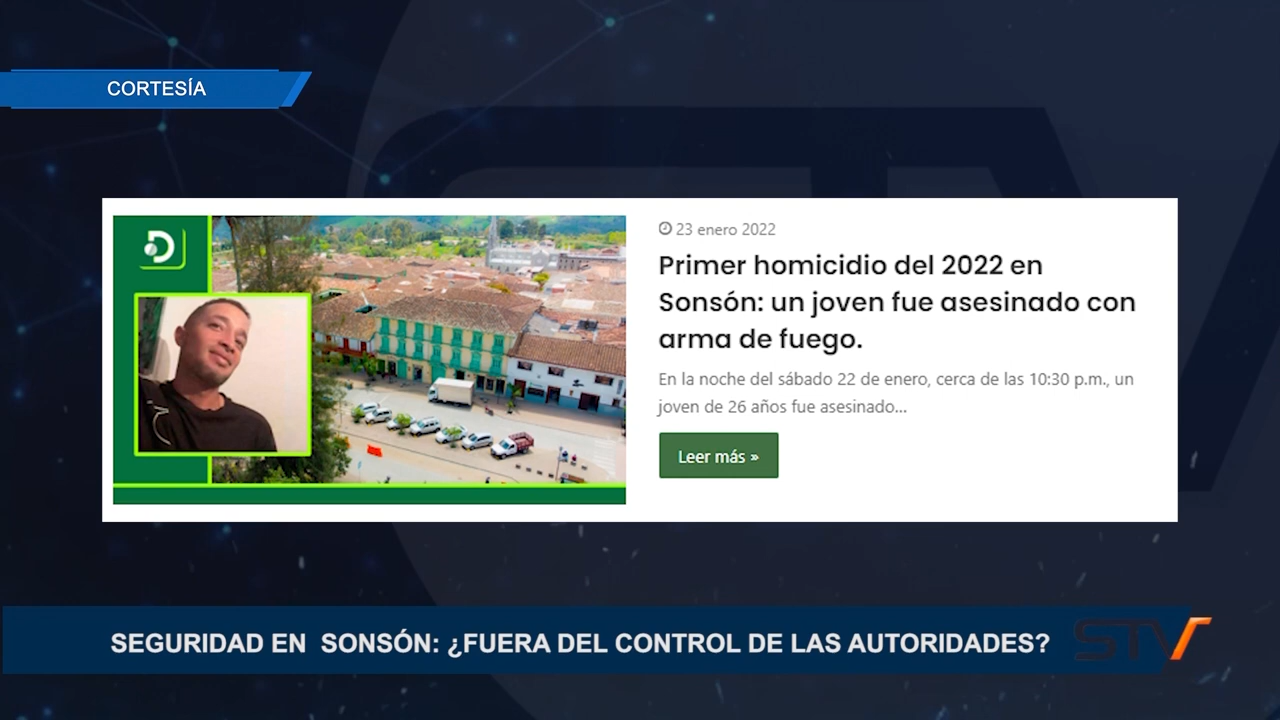 CORTESÍA
D
23 enero 2022
Primer homicidio del 2022 en
Sonsón: un joven fue asesinado con
arma de fuego.
En la noche del sábado 22 de enero, cerca de las 10:30 p.m., un
joven de 26 años fue asesinado...
Leer más »
SEGURIDAD EN  SONSÓN: ¿FUERA DEL CONTROL DE LAS AUTORIDADES?
STV